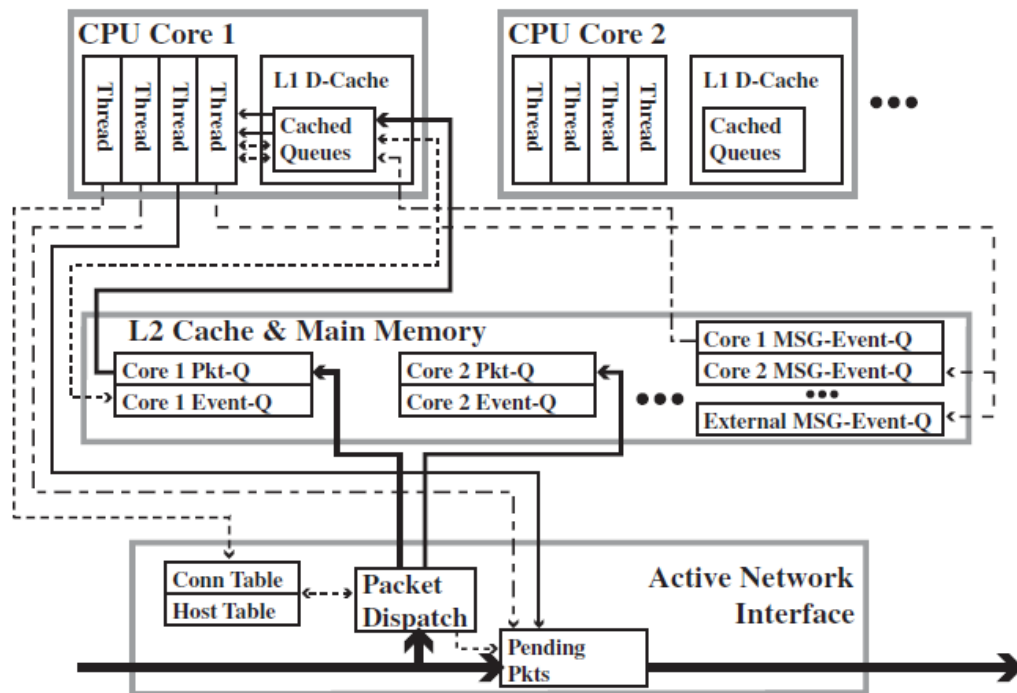 CPU Core 1
Thread
Thread
Thread
Thread
L1 D-Cache
Cached
Queues
CPU Core 2
Thread
Thread
Thread
Thread
L1 D-Cache
Cached
Queues
L2 Cache & Main Memory
Core 1 Pkt-Q
Core 1 Event-Q
Core 2 Pkt-Q
Core 2 Event-Q
Core 1 MSG-Event-Q
Core 2 MSG-Event-Q
External MSG-Event-Q
Conn Table
Host Table
Packet
Dispatch
Pending
Pkts
Active Network
Interface